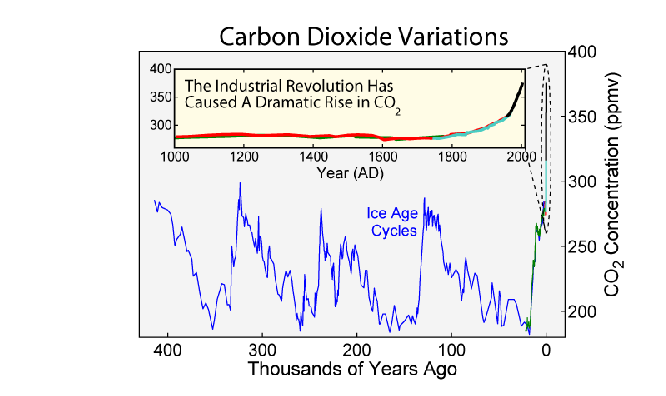 Carbon Dioxide Variations
The Industrial Revolution Has
Caused A Dramatic Rise in CO2
400
350
300
1000 1200 1400 1600 1800 2000
Year (AD)
Ice Age
Cycles
400
350
300
250
200
CO2 Concentration (ppmv)
400 300 200 100 0
Thousands of Years Ago